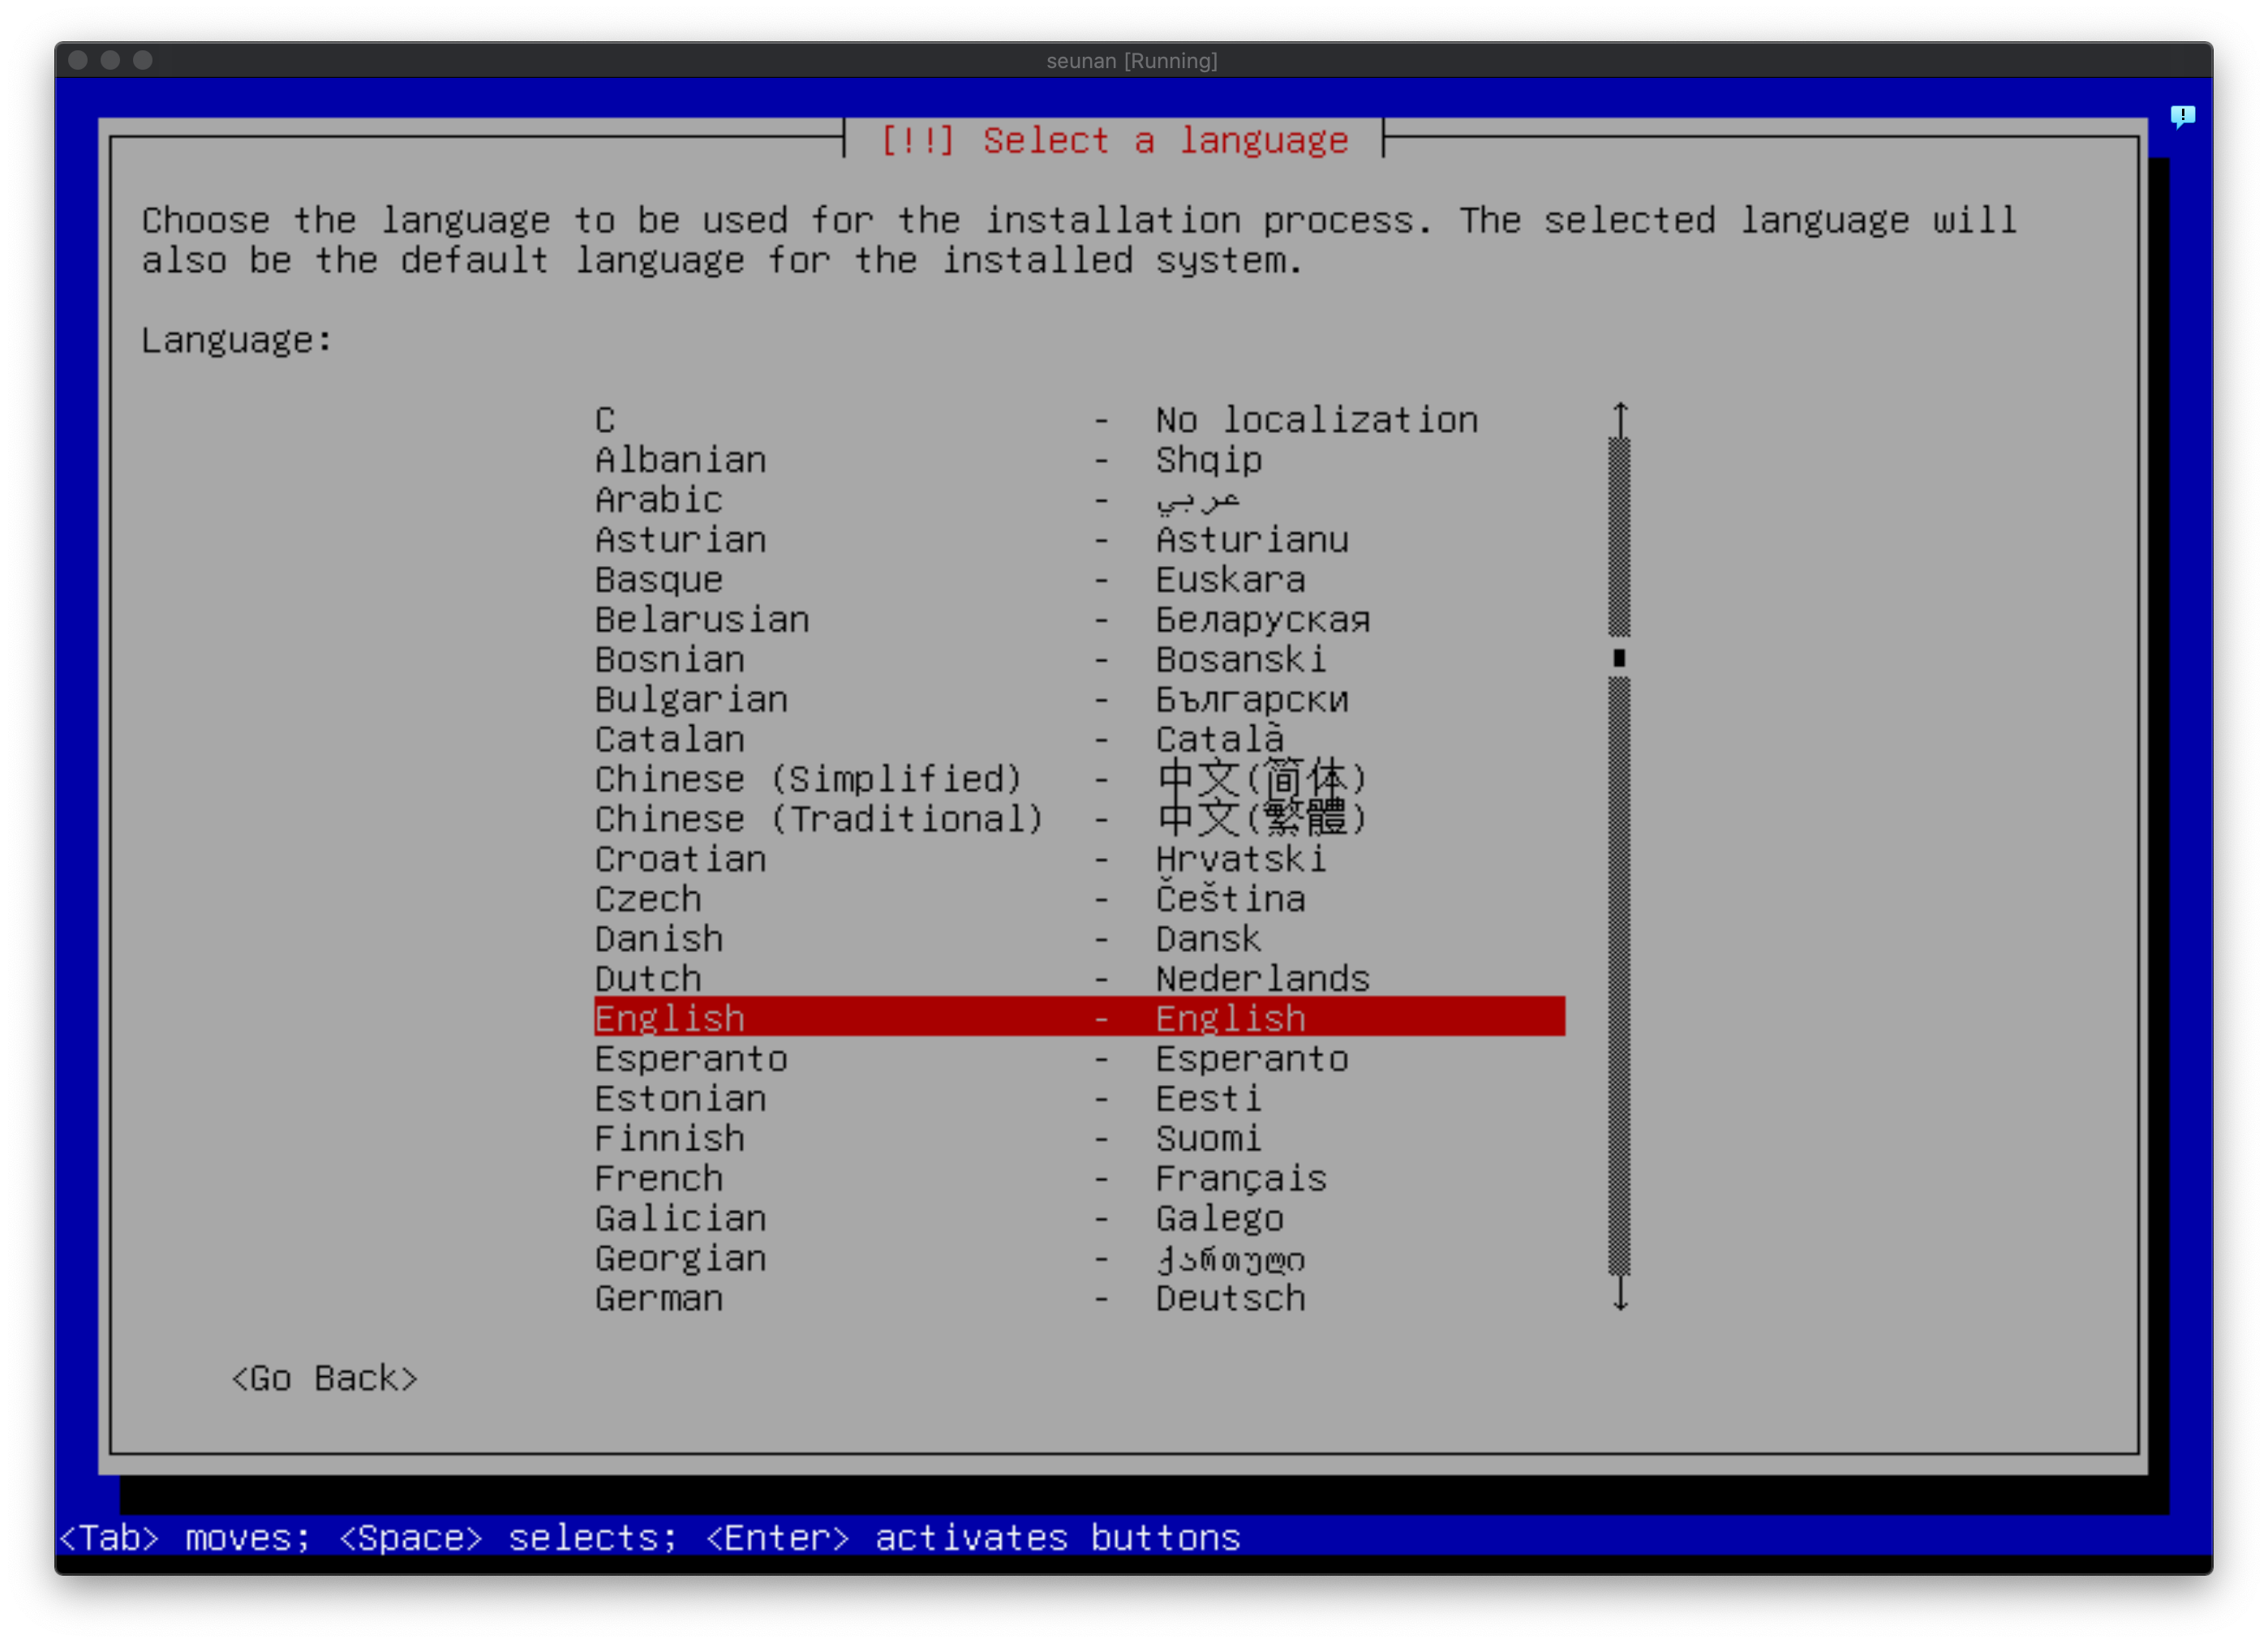 seunan [Running]
[!!] Select a language
Choose the language to be used for the installation process. The selected language will
also be the default language for the installed system.
Language:
C - No localization
Albanian - Shqip
Arabic - عربي
Asturian - Asturianu
Basque - Euskara
Belarusian - Беларуская
Bosnian - Bosanski
Bulgarian - Български
Catalan - Català
Chinese (Simplified) - 中文(简体)
Chinese (Traditional) - 中文(繁體)
Croatian - Hrvatski
Czech - Čeština
Danish - Dansk
Dutch - Nederlands
English - English
Esperanto - Esperanto
Estonian - Eesti
Finnish - Suomi
French - Français
Galician - Galego
Georgian - ქართული
German - Deutsch
<Go Back>
<Tab> moves; <Space> selects; <Enter> activates buttons